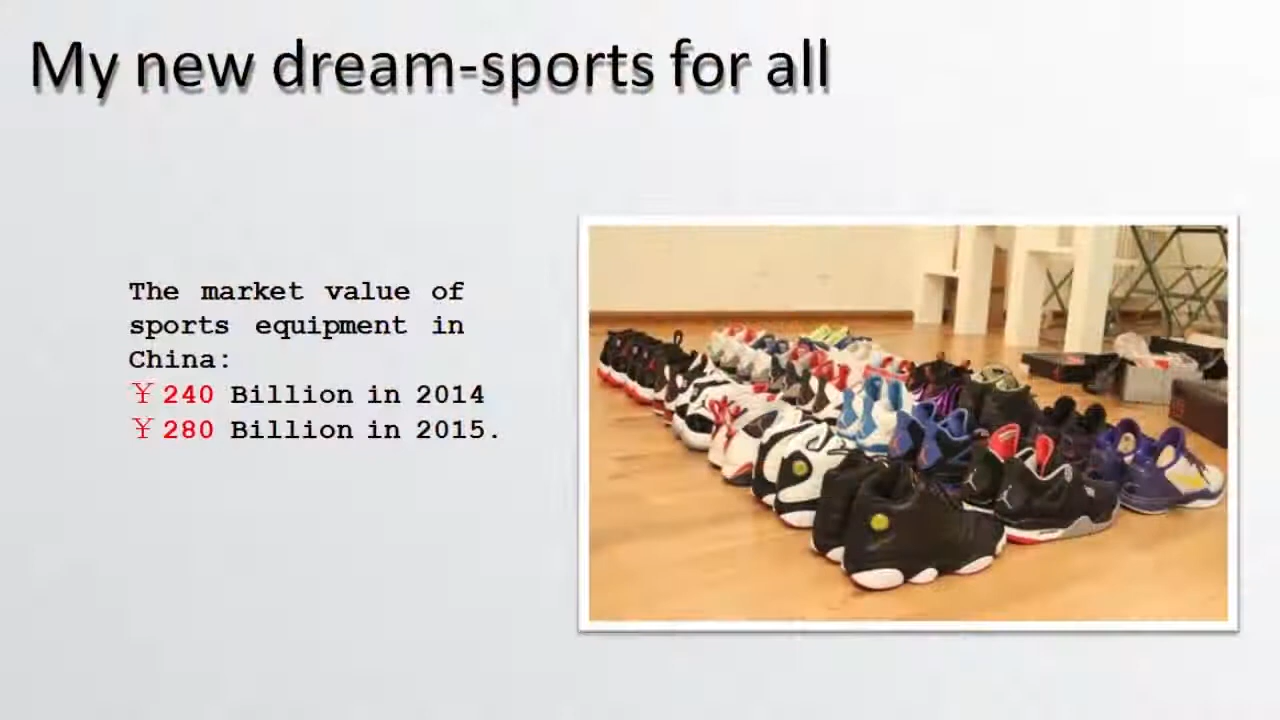 My new dream-sports for all
The market value of
sports equipment in
China:
￥240 Billion in 2014
￥280 Billion in 2015.